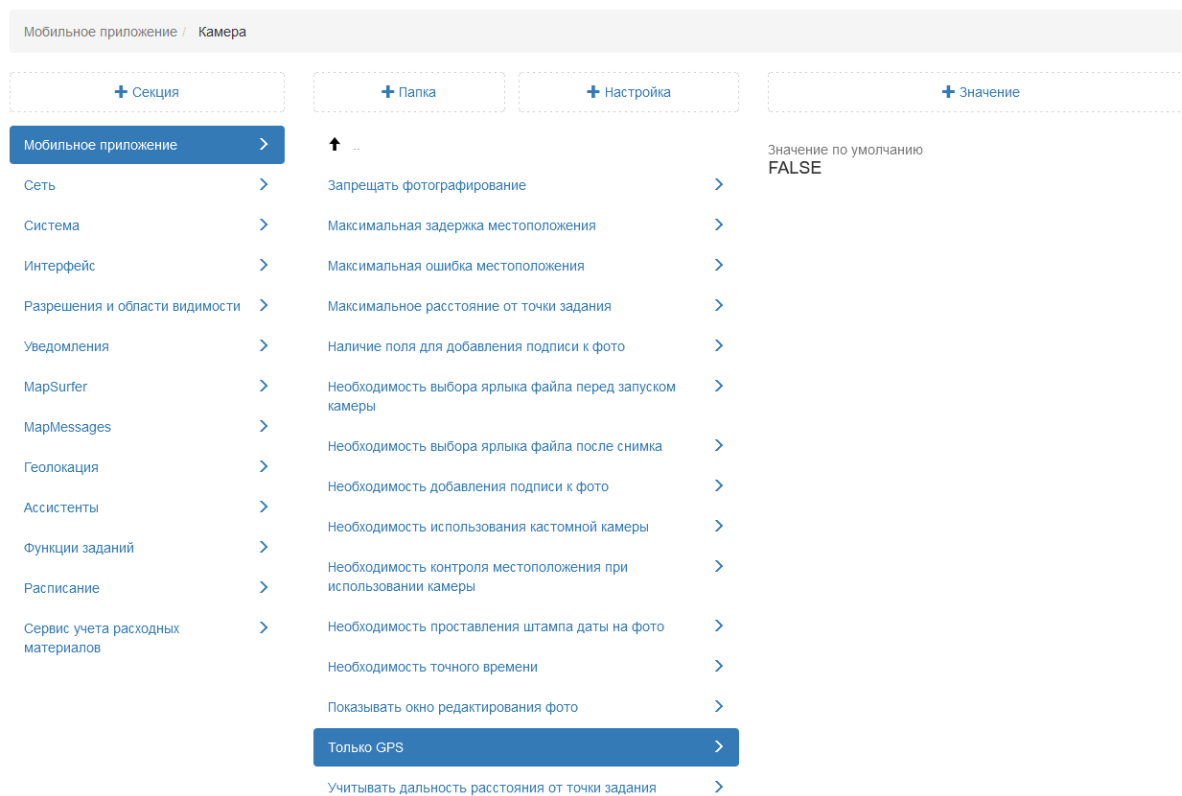 Мобильное приложение / Камера
+ Секция
+ Папка
+ Настройка
+ Значение
Мобильное приложение
Сеть
Система
Интерфейс
Разрешения и области видимости
Уведомления
MapSurfer
MapMessages
Геолокация
Ассистенты
Функции заданий
Расписание
Сервис учета расходных
материалов
..
Запрещать фотографирование
Максимальная задержка местоположения
Максимальная ошибка местоположения
Максимальное расстояние от точки задания
Наличие поля для добавления подписи к фото
Необходимость выбора ярлыка файла перед запуском
камеры
Необходимость выбора ярлыка файла после снимка
Необходимость добавления подписи к фото
Необходимость использования кастомной камеры
Необходимость контроля местоположения при
использовании камеры
Необходимость проставления штампа даты на фото
Необходимость точного времени
Показывать окно редактирования фото
Только GPS
Учитывать дальность расстояния от точки задания
Значение по умолчанию
FALSE